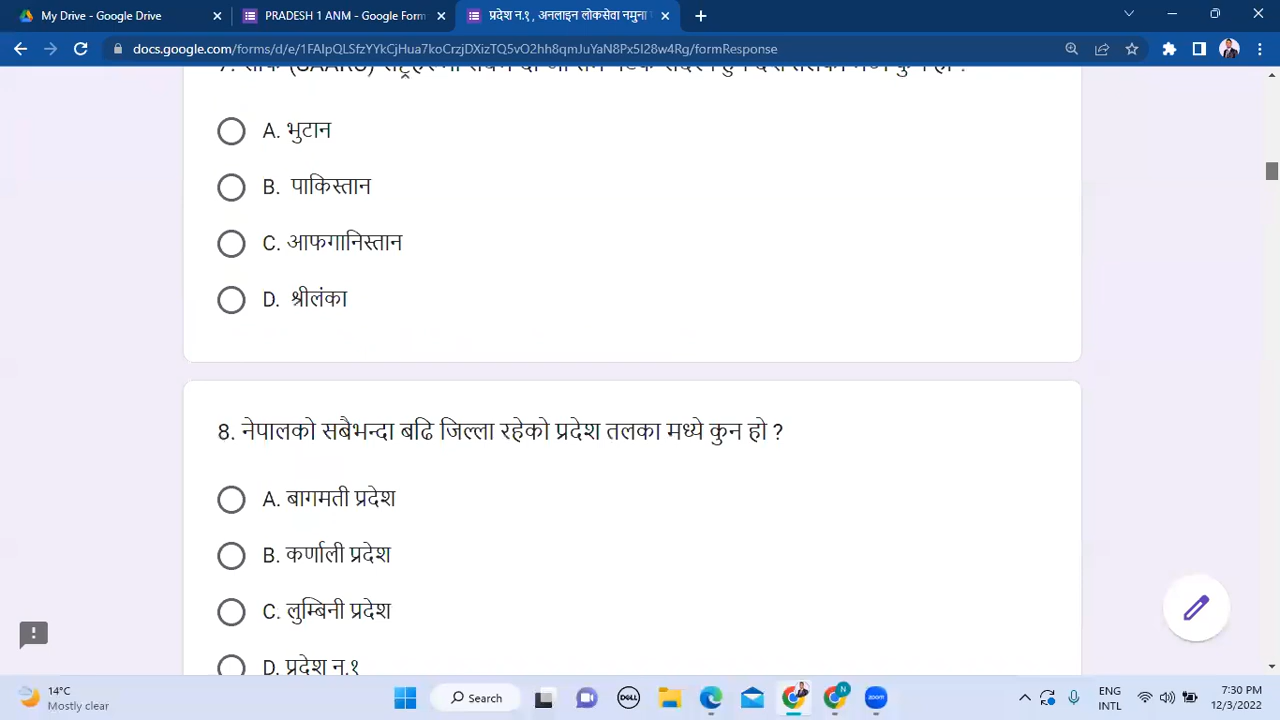 My Drive - Google Drive
PRADESH 1 ANM - Google Form
प्रदेश न.१, अनलाइन लोकसेवा नमुना
docs.google.com/forms/d/e/1FAIpQLSfzYYkCjHua7koCrzjDXizTQ5vO2hh8qmJuYaN8Px5I28w4Rg/formResponse
A. भुटान
B. पाकिस्तान
C. आफगानिस्तान
D. श्रीलंका
8. नेपालको सबैभन्दा बढि जिल्ला रहेको प्रदेश तलका मध्ये कुन हो ?
A. बागमती प्रदेश
B. कर्णाली प्रदेश
C. लुम्बिनी प्रदेश
D. प्रदेश न.१
14°C
Mostly clear
Search
DELL
N
zoom
ENG
INTL
7:30 PM
12/3/2022